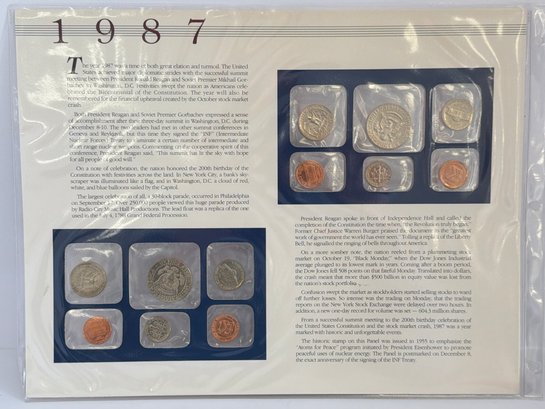 1987
The year 1987 was a time of both great elation and turmoil. The United
States achieved major diplomatic strides with the successful summit
meeting between President Ronald Reagan and Soviet Premier Mikhail Gor-
bachev in Washington, D.C. Festivities swept the nation as Americans cele-
brated the Bicentennial of the Constitution. The year will also be
remembered for the financial upheaval created by the October stock market
crash.
Both President Reagan and Soviet Premier Gorbachev expressed a sense of
accomplishment after their three-day summit in Washington, D.C. during
December 8-10. The two leaders had met in other summit conferences in
Geneva and Reykjavik, but this time they signed the INF (Intermediate
Nuclear Forces) Treaty to eliminate a certain number of intermediate and
short range nuclear weapons. Commenting on the cooperative spirit of this
conference, President Reagan said, "This summit has lit the sky with hope
for all people of good will."
On a note of celebration, the nation honored the 200th birthday of the
Constitution with festivities across the land. In New York City, a bank's sky-
scraper was illuminated like a flag, and in Washington, D.C., a cloud of red,
white, and blue balloons sailed by the Capitol.
The largest celebration of all, a 30-block parade, occurred in Philadelphia
on September 17. Over 250,000 people viewed this huge parade produced
by Radio City Music Hall Productions. The lead float was a replica of the one
used in the July 4, 1788 Grand Federal Procession.
President Reagan spoke in front of Independence Hall and called the
completion of the Constitution the time when, "the Revolution truly began."
Former Chief Justice Warren Burger praised the document in the "greatest
work of government the world has ever seen." Tolling a replica of the Liberty
Bell, he signaled the ringing of bells throughout America.
On a more somber note, the nation reeled from a plummeting stock
market on October 19, "Black Monday," when the Dow Jones Industrial
average plunged to its lowest mark in years. Coming after a boom period,
the Dow Jones fell 508 points on that fateful Monday. Translated into dollars,
the crash meant that more than $500 billion in equity value was lost from
the nation's stock portfolios.
Confusion swept the market as stockholders started selling stocks to ward
off further losses. So intense was the trading on Monday, that the trading
reports on the New York Stock Exchange were delayed over two hours. In
addition, a new one-day record for volume was set — 604.3 million shares.
From a successful summit meeting to the 200th birthday celebration of
the United States Constitution and the stock market crash, 1987 was a year
marked with historic and unforgettable events.
The historic stamp on this Panel was issued in 1955 to emphasize the
"Atoms for Peace" program initiated by President Eisenhower to promote
peaceful uses of nuclear energy. The Panel is postmarked on December 8,
the exact anniversary of the signing of the INF Treaty.